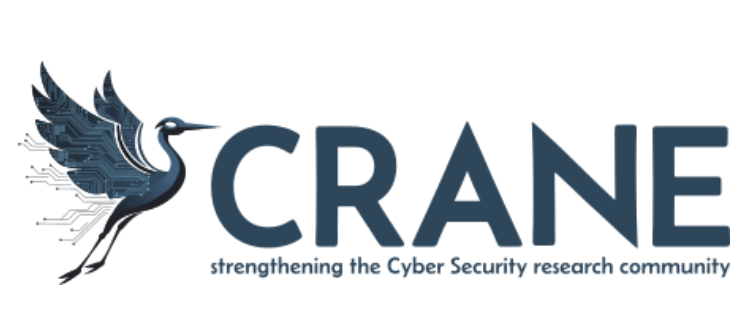 CRANE
strengthening the Cyber Security research community